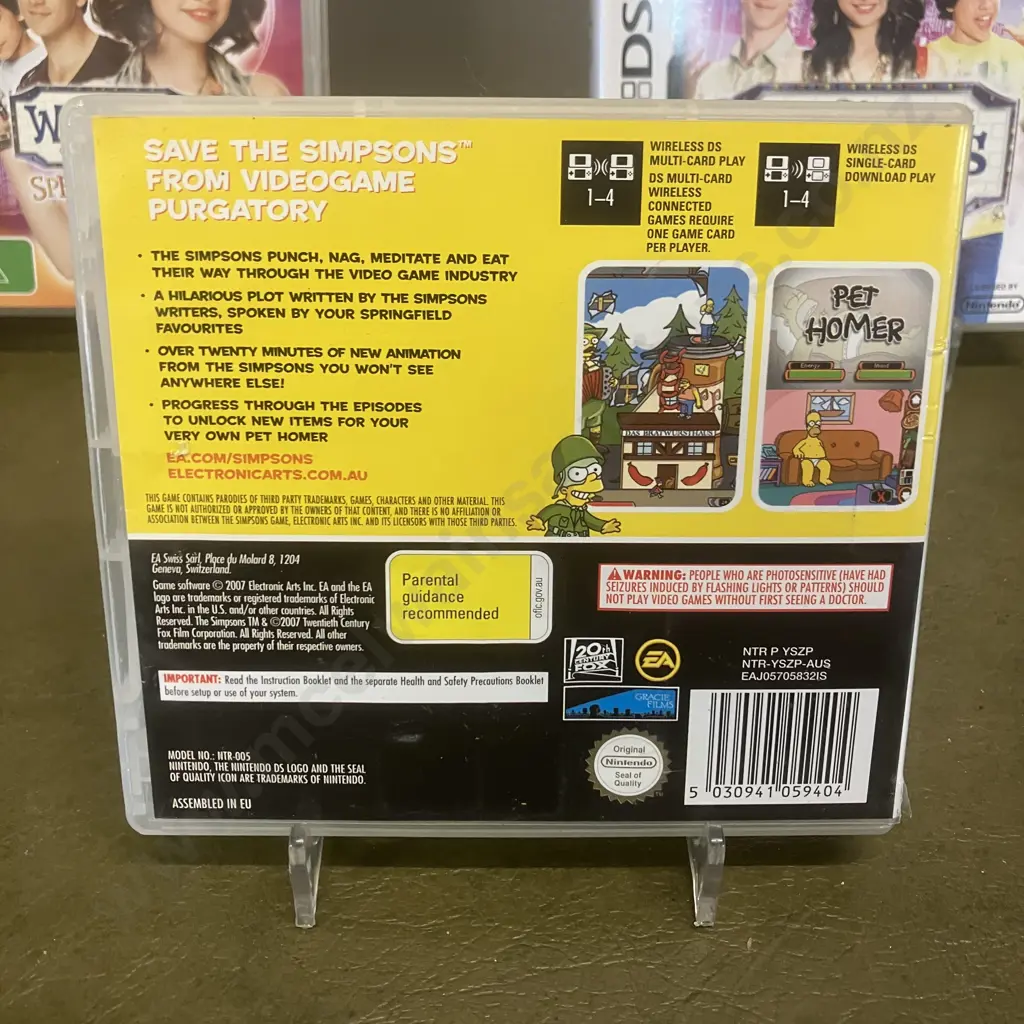 SAVE THE SIMPSONS™
FROM VIDEOGAME
PURGATORY
• THE SIMPSONS PUNCH, NAG, MEDITATE AND EAT
THEIR WAY THROUGH THE VIDEO GAME INDUSTRY
• A HILARIOUS PLOT WRITTEN BY THE SIMPSONS
WRITERS, SPOKEN BY YOUR SPRINGFIELD
FAVOURITES
• OVER TWENTY MINUTES OF NEW ANIMATION
FROM THE SIMPSONS YOU WON'T SEE
ANYWHERE ELSE!
• PROGRESS THROUGH THE EPISODES
TO UNLOCK NEW ITEMS FOR YOUR
VERY OWN PET HOMER
EA.COM/SIMPSONS
ELECTRONICARTS.COM.AU
THIS GAME CONTAINS PARODIES OF THIRD PARTY TRADEMARKS, GAMES, CHARACTERS AND OTHER MATERIAL. THIS
GAME IS NOT AUTHORIZED OR APPROVED BY THE OWNERS OF THAT CONTENT, AND THERE IS NO AFFILIATION OR
ASSOCIATION BETWEEN THE SIMPSONS GAME, ELECTRONIC ARTS INC. AND ITS LICENSORS WITH THOSE THIRD PARTIES.
1–4
WIRELESS DS
MULTI-CARD PLAY
DS MULTI-CARD
WIRELESS
CONNECTED
GAMES REQUIRE
ONE GAME CARD
PER PLAYER.
1–4
WIRELESS DS
SINGLE-CARD
DOWNLOAD PLAY
DAS BRATWURSTHAUS
PET
HOMER
Energy
Mood
X
EA Swiss Sàrl, Place du Molard 8, 1204
Geneva, Switzerland.
Game software © 2007 Electronic Arts Inc. EA and the EA
logo are trademarks or registered trademarks of Electronic
Arts Inc. in the U.S. and/or other countries. All Rights
Reserved. The Simpsons TM & ©2007 Twentieth Century
Fox Film Corporation. All Rights Reserved. All other
trademarks are the property of their respective owners.
Parental
guidance
recommended
oflc.gov.au
WARNING: PEOPLE WHO ARE PHOTOSENSITIVE (HAVE HAD
SEIZURES INDUCED BY FLASHING LIGHTS OR PATTERNS) SHOULD
NOT PLAY VIDEO GAMES WITHOUT FIRST SEEING A DOCTOR.
20th
CENTURY
FOX
EA
NTR P YSZP
NTR-YSZP-AUS
EAJ05705832IS
IMPORTANT: Read the Instruction Booklet and the separate Health and Safety Precautions Booklet
before setup or use of your system.
GRACIE
FILMS
MODEL NO.: NTR-005
NINTENDO, THE NINTENDO DS LOGO AND THE SEAL
OF QUALITY ICON ARE TRADEMARKS OF NINTENDO.
ASSEMBLED IN EU
Original
Nintendo
Seal of
Quality
TM
5 030941 059404
W
SPE
DS
S
LICENSED BY
Nintendo